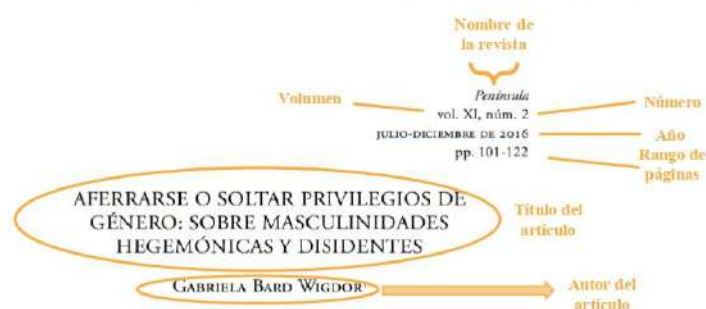 Nombre de
la revista
Península
Volumen
vol. XI, núm. 2
Número
JULIO-DICIEMBRE DE 2016
Año
pp. 101-122
Rango de
páginas
AFERRARSE O SOLTAR PRIVILEGIOS DE
GÉNERO: SOBRE MASCULINIDADES
HEGEMÓNICAS Y DISIDENTES
Título del
artículo
GABRIELA BARD WIGDOR
Autor del
artículo